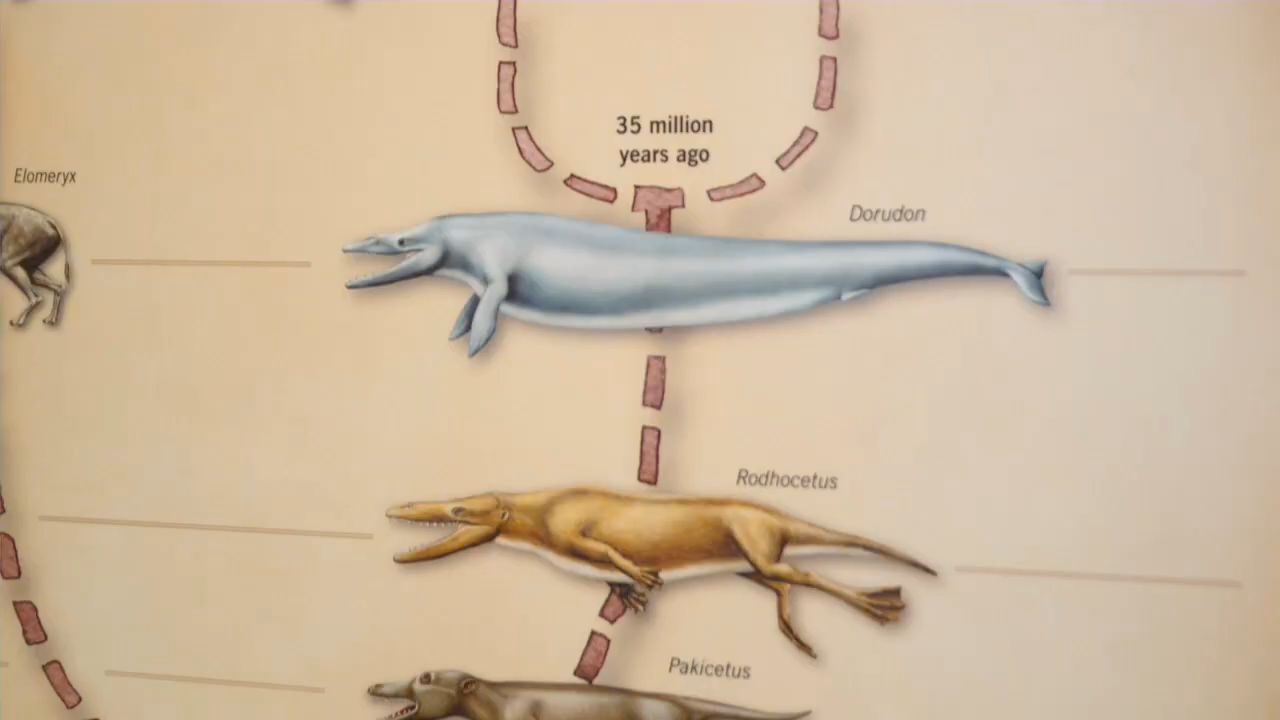 35 million
years ago
Elomeryx
Dorudon
Rodhocetus
Pakicetus